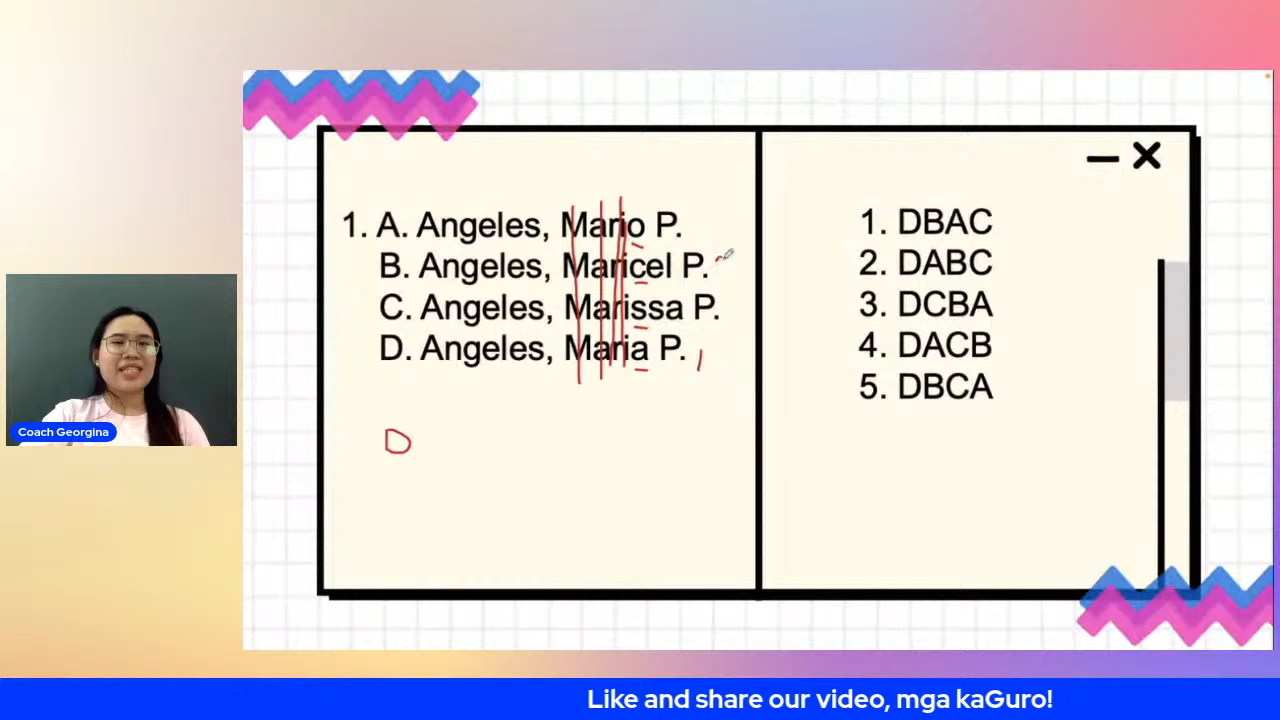 1. A. Angeles, Mario P.
B. Angeles, Maricel P.
C. Angeles, Marissa P.
D. Angeles, Maria P.
D
1. DBAC
2. DABC
3. DCBA
4. DACB
5. DBCA
Coach Georgina
Like and share our video, mga kaGuro!